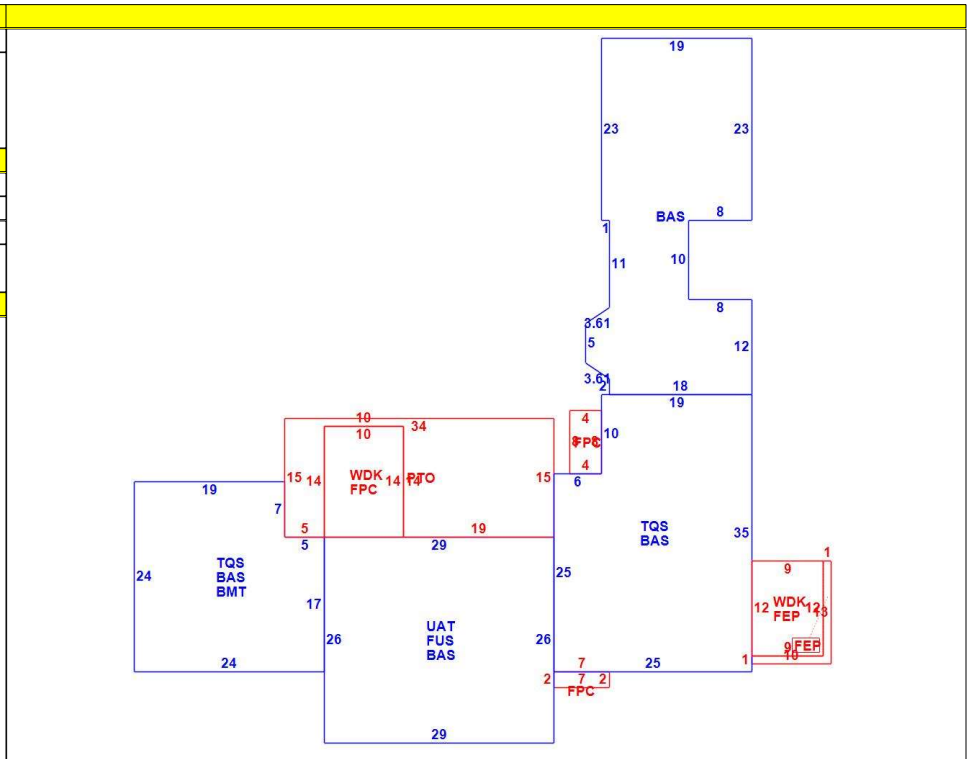 19
23 23
BAS 8
1
11 10
3.61 8
5 12
3.61
2 18
19
10 4
10 34
8 FPC 8 10
4
15 14 WDK 14 14 PTO 15 6
FPC
19
7
TQS
BAS
35
5 19
5 29
1
9
24 TQS
BAS
BMT
25
12 WDK 12 13
FEP
17
26 UAT
FUS
BAS
26
9 FEP
10
1
24 7 25
2 7 2
FPC
29